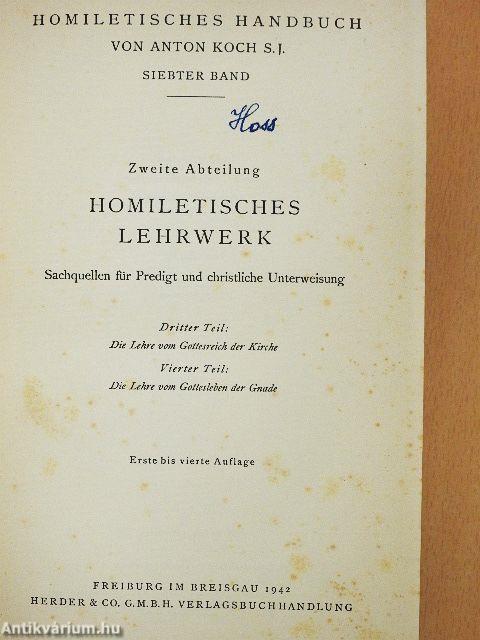 HOMILETISCHES HANDBUCH
VON ANTON KOCH S.J.
SIEBTER BAND
Hoss
Zweite Abteilung
HOMILETISCHES
LEHRWERK
Sachquellen für Predigt und christliche Unterweisung
Dritter Teil:
Die Lehre vom Gottesreich der Kirche
Vierter Teil:
Die Lehre vom Gottesleben der Gnade
Erste bis vierte Auflage
FREIBURG IM BREISGAU 1942
HERDER & CO. G.M.B.H. VERLAGSBUCHHANDLUNG
Antikvárium.hu